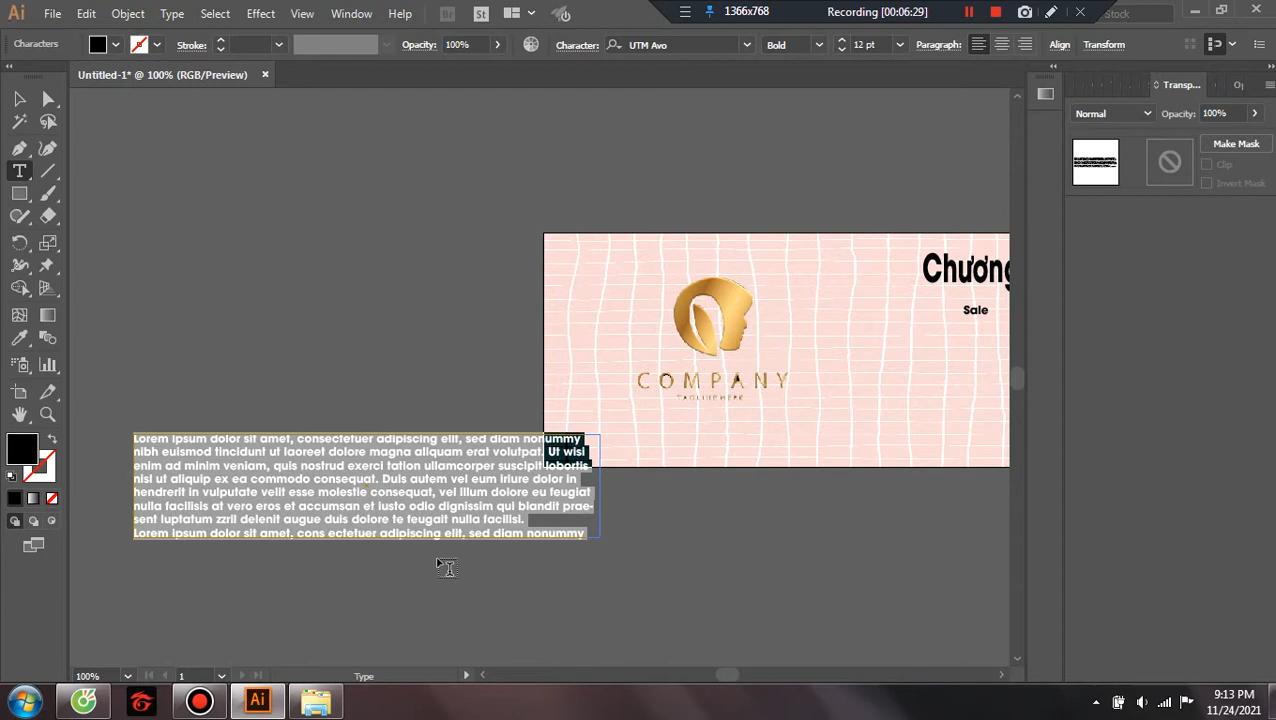 Ai File Edit Object Type Select Effect View Window Help Br St
1366x768 Recording [00:06:29]
Stock
Characters Stroke: Opacity: 100% Character: UTM Avo Bold 12 pt Paragraph: Align Transform
Untitled-1* @ 100% (RGB/Preview)
Transp...
Normal Opacity: 100%
Make Mask
Clip
Invert Mask
Chương
Sale
COMPANY
TAGLINE HERE
Lorem ipsum dolor sit amet, consectetuer adipiscing elit, sed diam nonummy
nibh euismod tincidunt ut laoreet dolore magna aliquam erat volutpat. Ut wisi
enim ad minim veniam, quis nostrud exerci tation ullamcorper suscipit lobortis
nisl ut aliquip ex ea commodo consequat. Duis autem vel eum iriure dolor in
hendrerit in vulputate velit esse molestie consequat, vel illum dolore eu feugiat
nulla facilisis at vero eros et accumsan et iusto odio dignissim qui blandit prae-
sent luptatum zzril delenit augue duis dolore te feugait nulla facilisi.
Lorem ipsum dolor sit amet, cons ectetuer adipiscing elit, sed diam nonummy
100% 1 Type
Ai
9:13 PM
11/24/2021